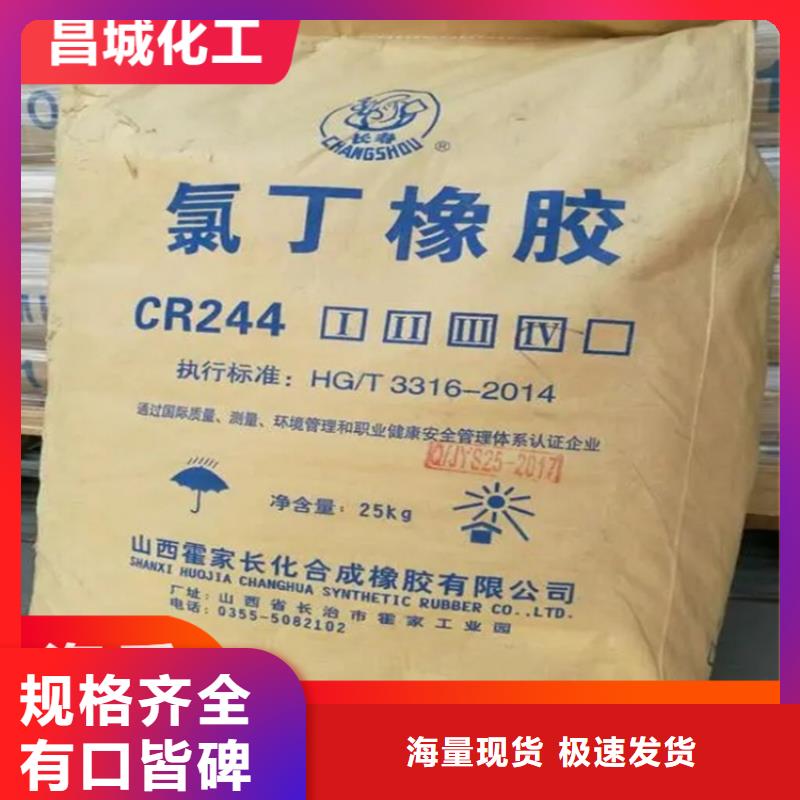 昌城化工
长春
CHANGSHOU ®
氯丁橡胶
CR244 I II III IV
执行标准：HG/T 3316-2014
通过国际质量、测量、环境管理和职业健康安全管理体系认证企业
Q/JYS25-2017
净含量：25kg
山西霍家长化合成橡胶有限公司
SHANXI HUOJIA CHANGHUA SYNTHETIC RUBBER CO.,LTD.
厂址：山西省长治市霍家工业园
电话：0355-5082102
规格齐全
有口皆碑
海量现货 极速发货